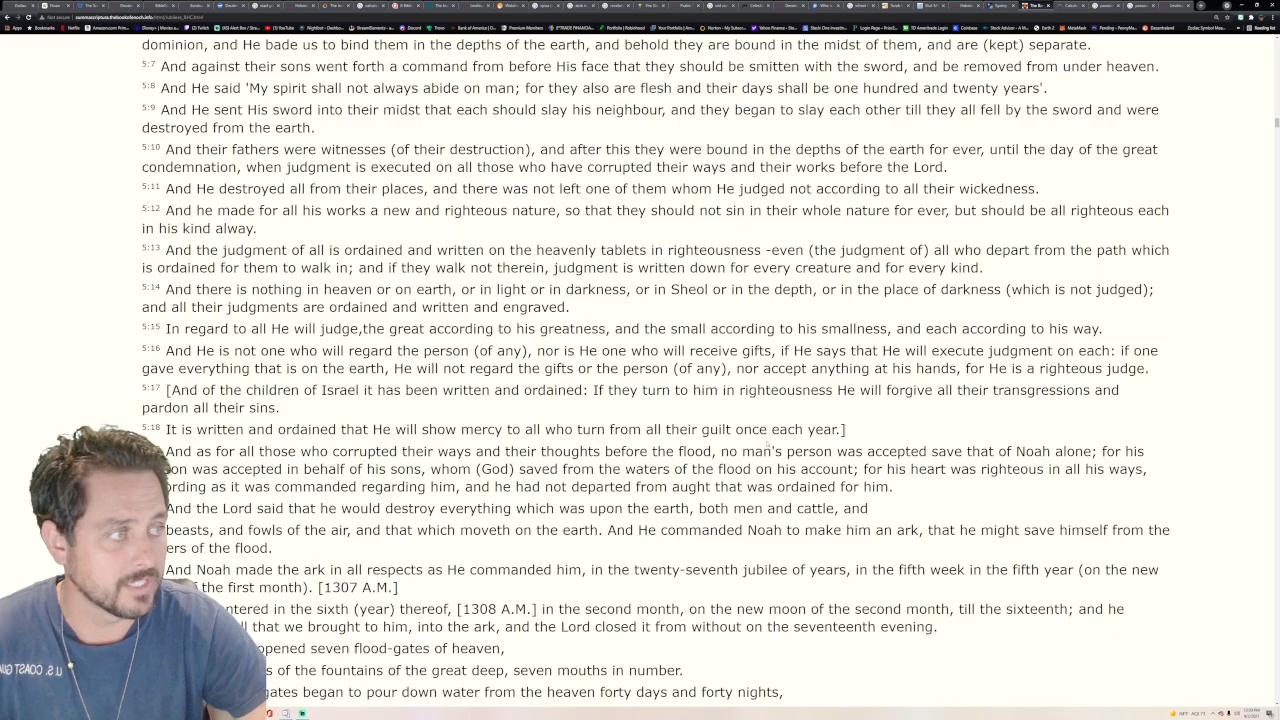 summascriptura.thebookofenoch.info/html/Jubilees_RHC.html
dominion, and He bade us to bind them in the depths of the earth, and behold they are bound in the midst of them, and are (kept) separate.
5:7 And against their sons went forth a command from before His face that they should be smitten with the sword, and be removed from under heaven.
5:8 And He said 'My spirit shall not always abide on man; for they also are flesh and their days shall be one hundred and twenty years'.
5:9 And He sent His sword into their midst that each should slay his neighbour, and they began to slay each other till they all fell by the sword and were
destroyed from the earth.
5:10 And their fathers were witnesses (of their destruction), and after this they were bound in the depths of the earth for ever, until the day of the great
condemnation, when judgment is executed on all those who have corrupted their ways and their works before the Lord.
5:11 And He destroyed all from their places, and there was not left one of them whom He judged not according to all their wickedness.
5:12 And he made for all his works a new and righteous nature, so that they should not sin in their whole nature for ever, but should be all righteous each
in his kind alway.
5:13 And the judgment of all is ordained and written on the heavenly tablets in righteousness -even (the judgment of) all who depart from the path which
is ordained for them to walk in; and if they walk not therein, judgment is written down for every creature and for every kind.
5:14 And there is nothing in heaven or on earth, or in light or in darkness, or in Sheol or in the depth, or in the place of darkness (which is not judged);
and all their judgments are ordained and written and engraved.
5:15 In regard to all He will judge,the great according to his greatness, and the small according to his smallness, and each according to his way.
5:16 And He is not one who will regard the person (of any), nor is He one who will receive gifts, if He says that He will execute judgment on each: if one
gave everything that is on the earth, He will not regard the gifts or the person (of any), nor accept anything at his hands, for He is a righteous judge.
5:17 [And of the children of Israel it has been written and ordained: If they turn to him in righteousness He will forgive all their transgressions and
pardon all their sins.
5:18 It is written and ordained that He will show mercy to all who turn from all their guilt once each year.]
And as for all those who corrupted their ways and their thoughts before the flood, no man's person was accepted save that of Noah alone; for his
on was accepted in behalf of his sons, whom (God) saved from the waters of the flood on his account; for his heart was righteous in all his ways,
ording as it was commanded regarding him, and he had not departed from aught that was ordained for him.
And the Lord said that he would destroy everything which was upon the earth, both men and cattle, and
beasts, and fowls of the air, and that which moveth on the earth. And He commanded Noah to make him an ark, that he might save himself from the
ers of the flood.
And Noah made the ark in all respects as He commanded him, in the twenty-seventh jubilee of years, in the fifth week in the fifth year (on the new
the first month). [1307 A.M.]
ntered in the sixth (year) thereof, [1308 A.M.] in the second month, on the new moon of the second month, till the sixteenth; and he
ll that we brought to him, into the ark, and the Lord closed it from without on the seventeenth evening.
opened seven flood-gates of heaven,
s of the fountains of the great deep, seven mouths in number.
gates began to pour down water from the heaven forty days and forty nights,
U.S. COAST GU